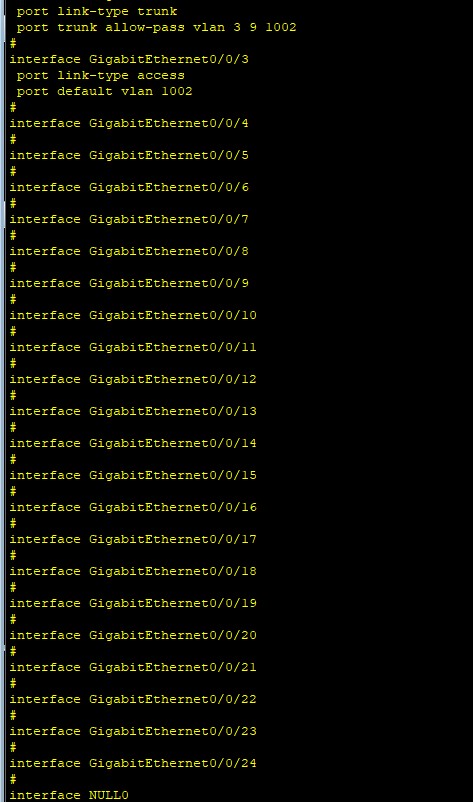 port link-type trunk
port trunk allow-pass vlan 3 9 1002
#
interface GigabitEthernet0/0/3
port link-type access
port default vlan 1002
#
interface GigabitEthernet0/0/4
#
interface GigabitEthernet0/0/5
#
interface GigabitEthernet0/0/6
#
interface GigabitEthernet0/0/7
#
interface GigabitEthernet0/0/8
#
interface GigabitEthernet0/0/9
#
interface GigabitEthernet0/0/10
#
interface GigabitEthernet0/0/11
#
interface GigabitEthernet0/0/12
#
interface GigabitEthernet0/0/13
#
interface GigabitEthernet0/0/14
#
interface GigabitEthernet0/0/15
#
interface GigabitEthernet0/0/16
#
interface GigabitEthernet0/0/17
#
interface GigabitEthernet0/0/18
#
interface GigabitEthernet0/0/19
#
interface GigabitEthernet0/0/20
#
interface GigabitEthernet0/0/21
#
interface GigabitEthernet0/0/22
#
interface GigabitEthernet0/0/23
#
interface GigabitEthernet0/0/24
#
interface NULL0